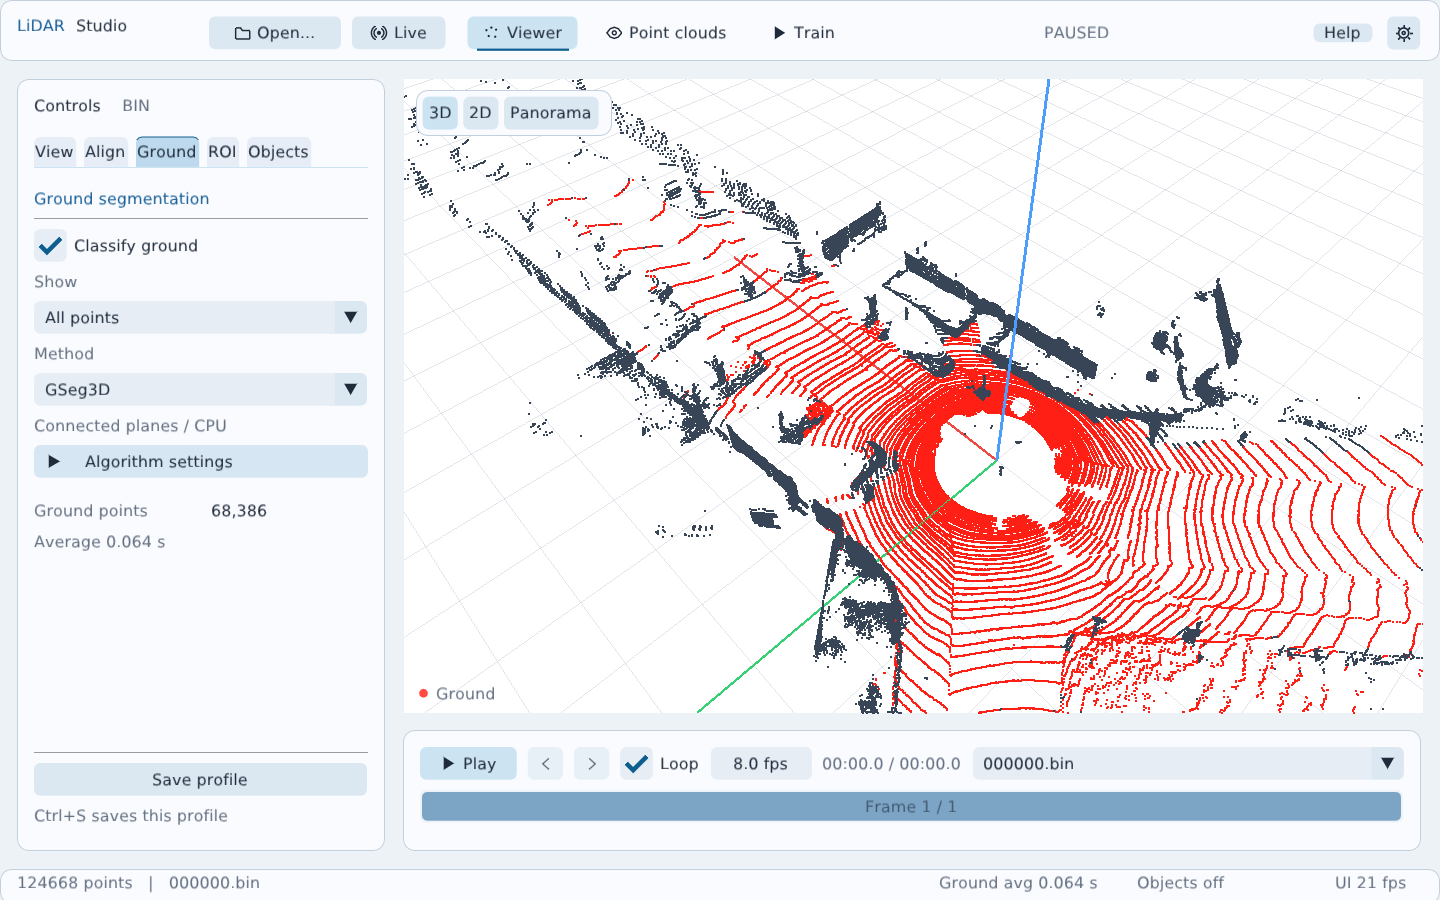 LiDAR Studio
Open...
Live
Viewer
Point clouds
Train
PAUSED
Help
Controls BIN
View Align Ground ROI Objects
Ground segmentation
Classify ground
Show
All points
Method
GSeg3D
Connected planes / CPU
Algorithm settings
Ground points 68,386
Average 0.064 s
Save profile
Ctrl+S saves this profile
3D 2D Panorama
Ground
Play < > Loop 8.0 fps 00:00.0 / 00:00.0 000000.bin
Frame 1 / 1
124668 points | 000000.bin
Ground avg 0.064 s Objects off UI 21 fps